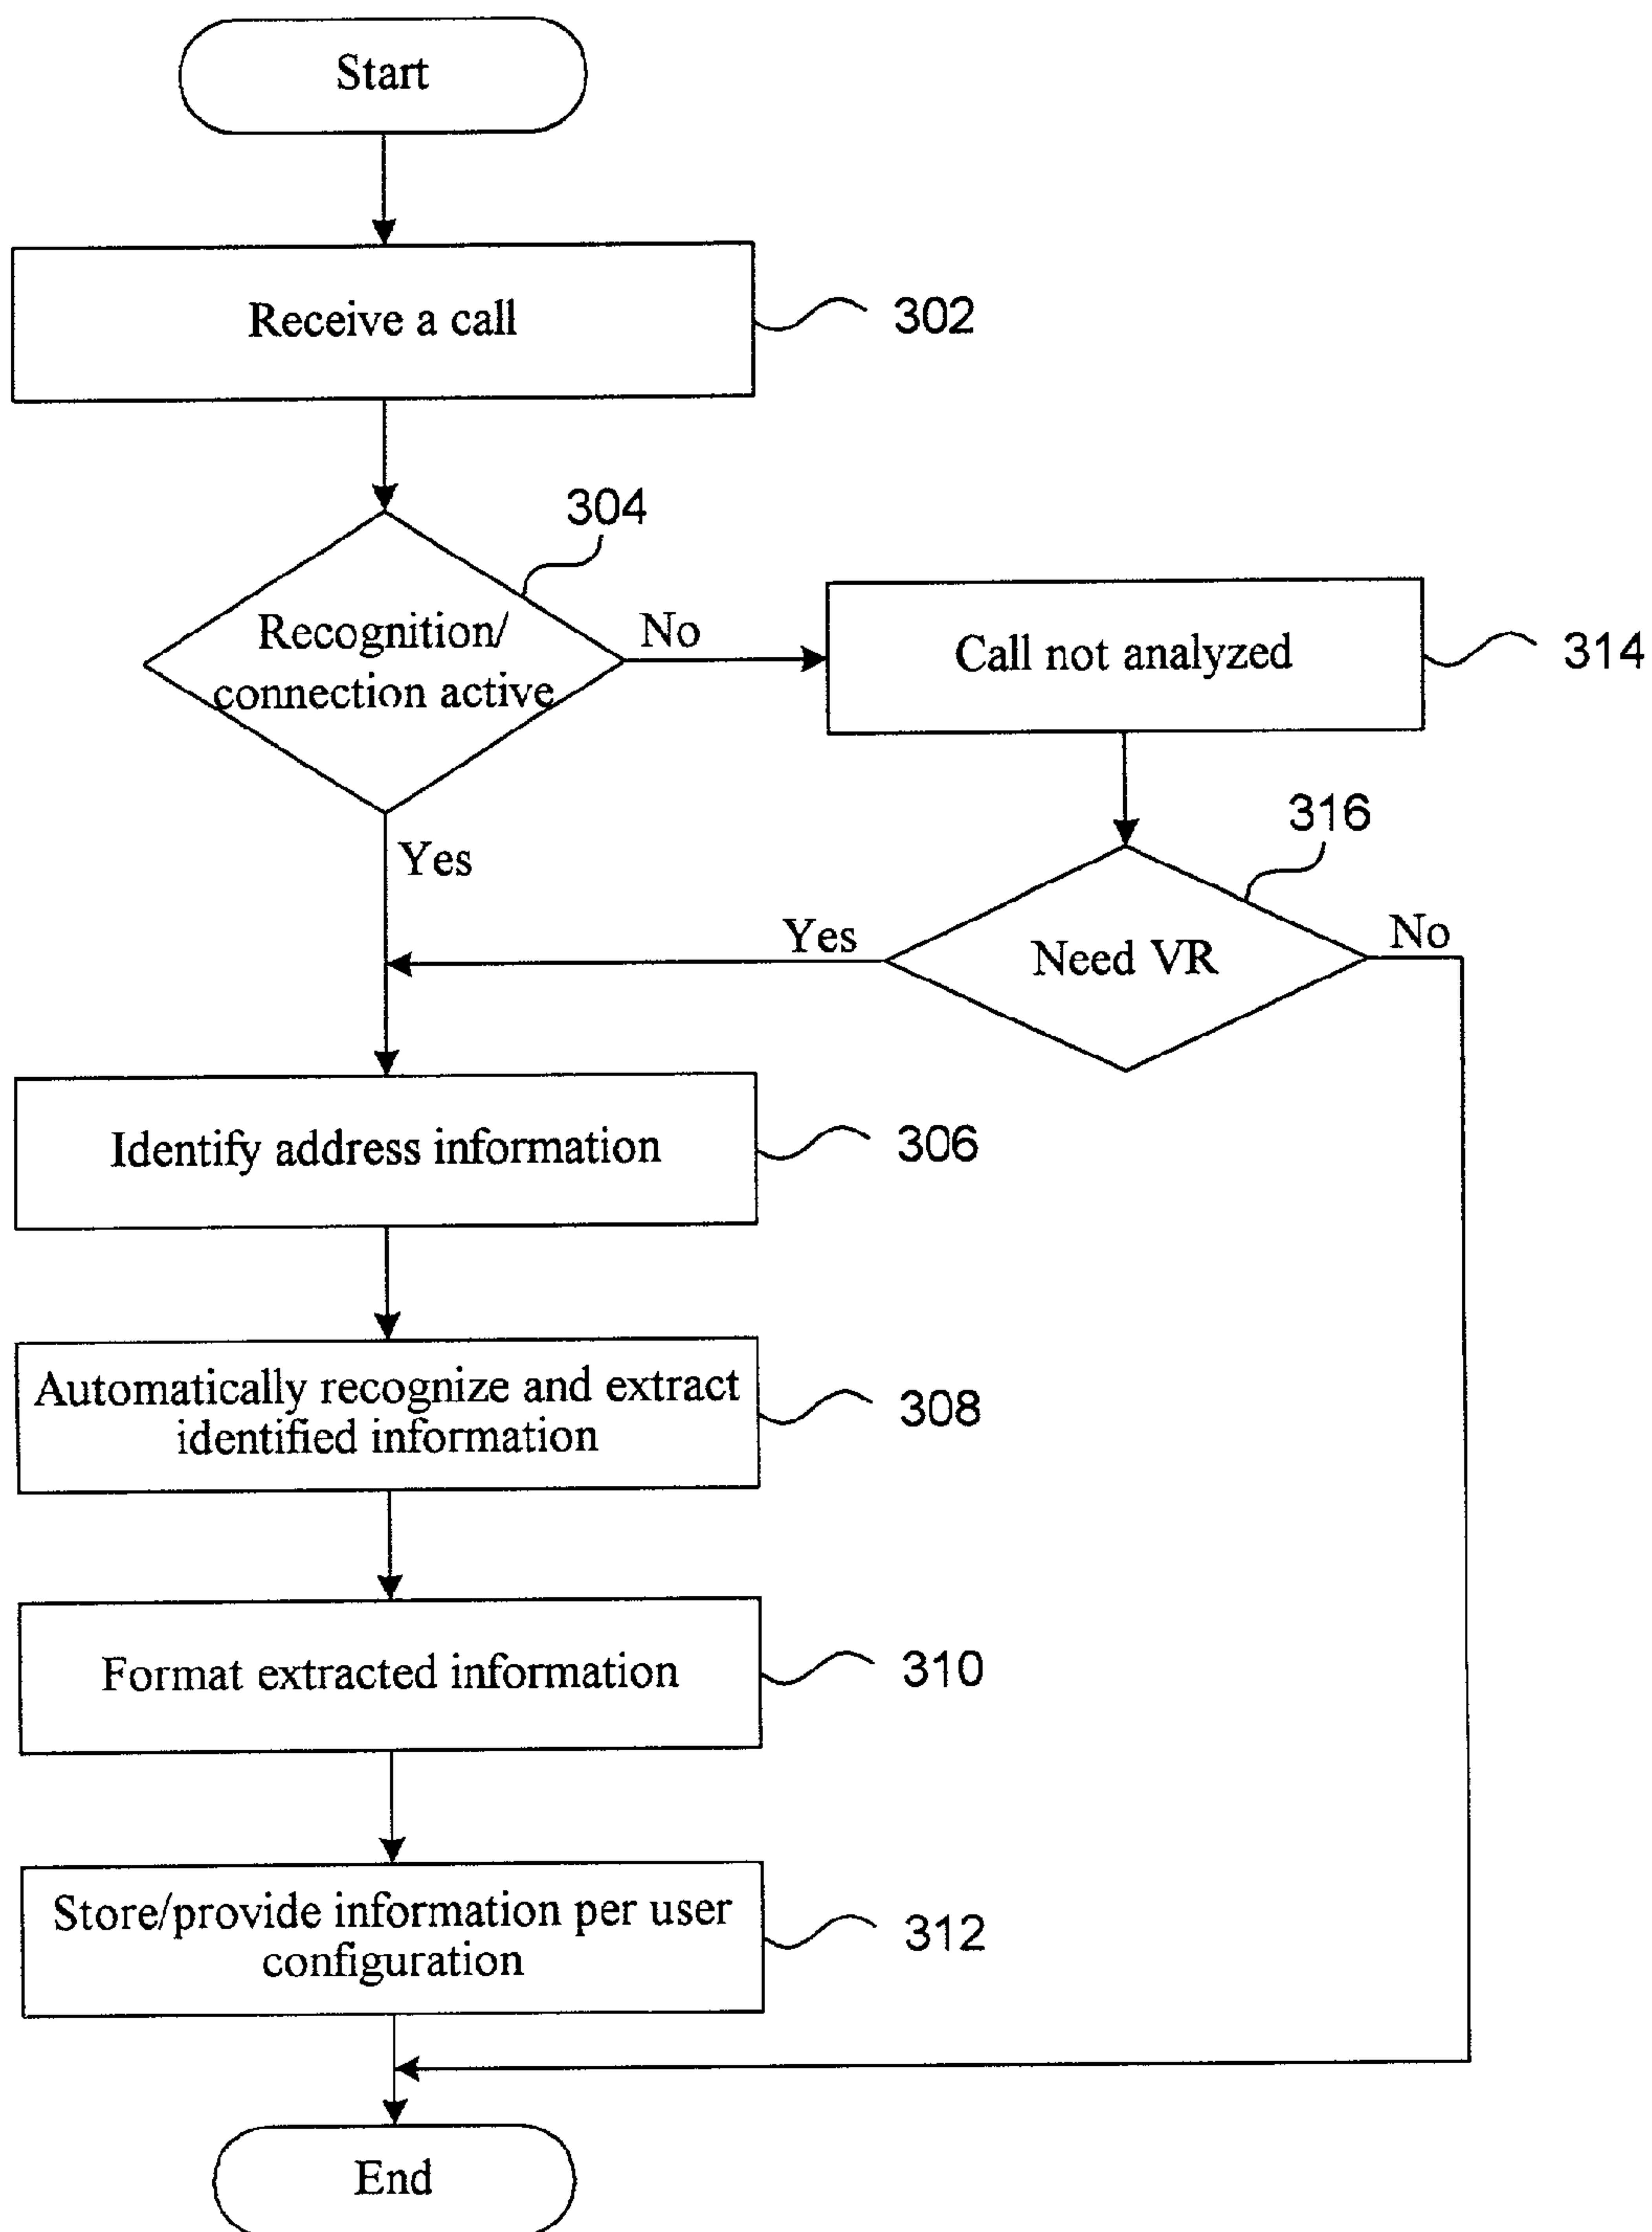 Start
Receive a call
302
304
Recognition/
connection active
No
Call not analyzed
314
Yes
316
Yes
Need VR
No
Identify address information
306
Automatically recognize and extract
identified information
308
Format extracted information
310
Store/provide information per user
configuration
312
End